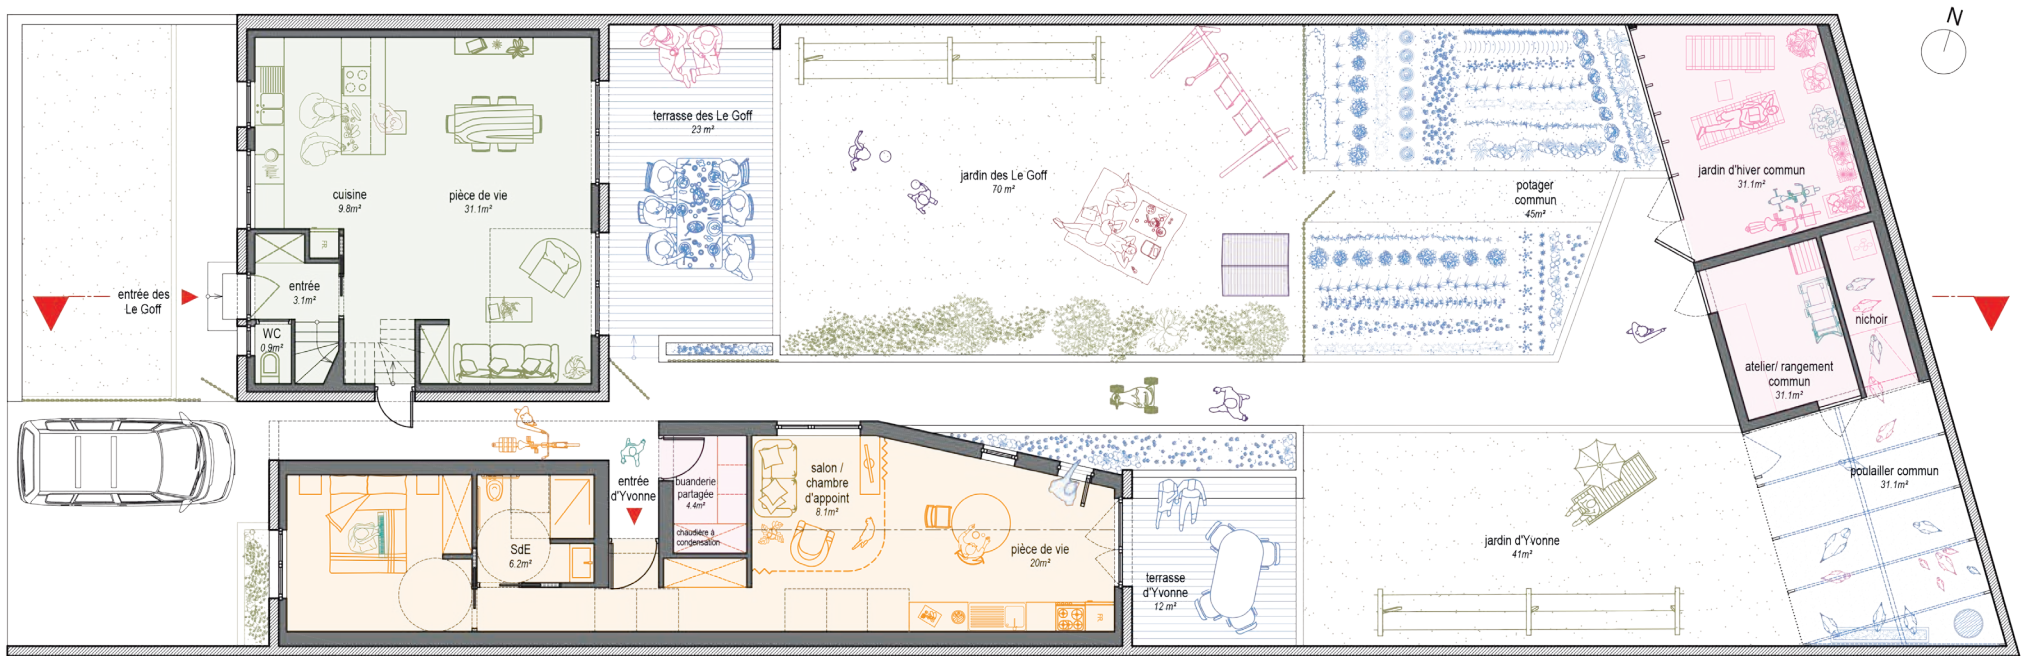 N
terrasse des Le Goff
23 m²
jardin des Le Goff
70 m²
jardin d'hiver commun
31.1m²
potager
commun
45m²
cuisine
9.8m²
pièce de vie
31.1m²
FR.
entrée
3.1m²
entrée des
Le Goff
WC
0.9m²
nichoir
atelier/ rangement
commun
31.1m²
poulailler commun
31.1m²
entrée
d'Yvonne
buanderie
partagée
4.4m²
chaudière à
condensation
salon /
chambre
d'appoint
8.1m²
SdE
6.2m²
pièce de vie
20m²
FR.
terrasse
d'Yvonne
12 m²
jardin d'Yvonne
41m²